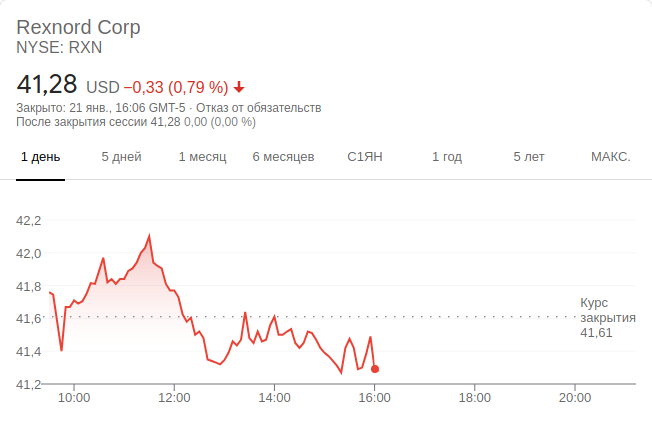 Rexnord Corp
NYSE: RXN
41,28 USD −0,33 (0,79 %)
Закрыто: 21 янв., 16:06 GMT-5 · Отказ от обязательств
После закрытия сессии 41,28 0,00 (0,00 %)
1 день 5 дней 1 месяц 6 месяцев С1ЯН 1 год 5 лет МАКС.
42,2
42,0
41,8
41,6
41,4
41,2
Курс
закрытия
41,61
10:00 12:00 14:00 16:00 18:00 20:00